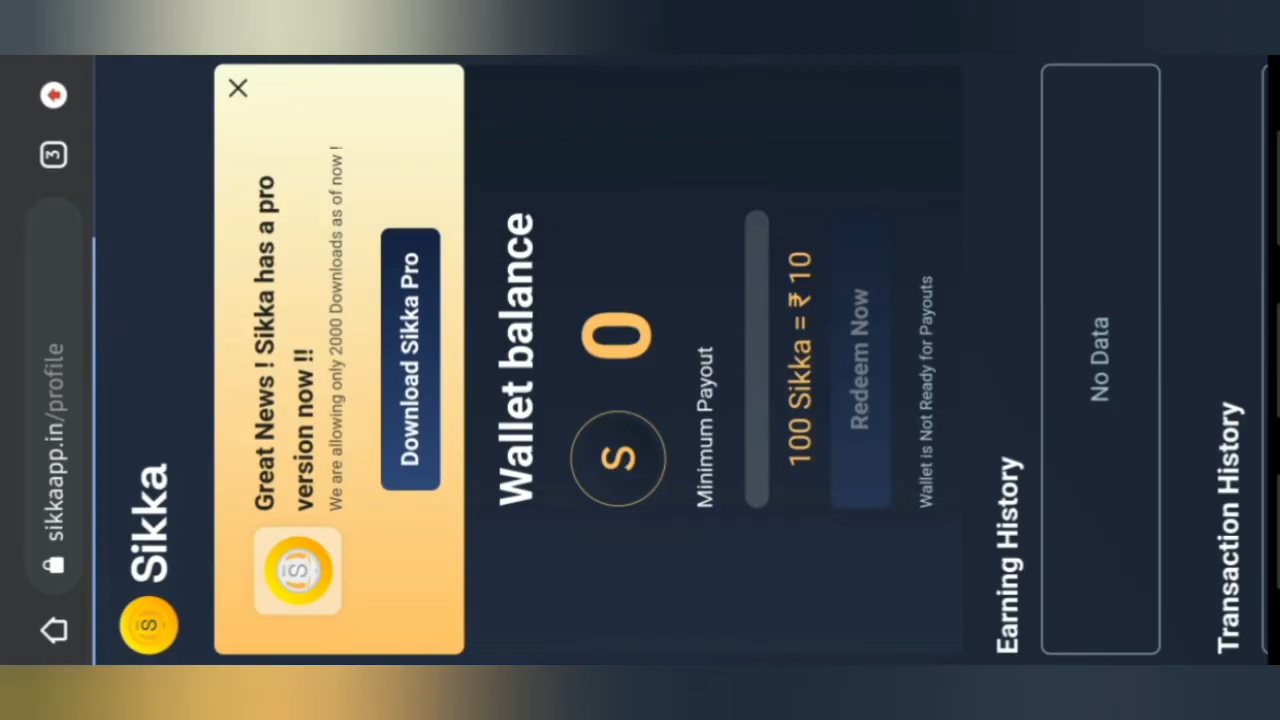 sikkaapp.in/profile
3
Sikka
Great News ! Sikka has a pro
version now !!
We are allowing only 2000 Downloads as of now !
Download Sikka Pro
Wallet balance
S 0
Minimum Payout
100 Sikka = ₹ 10
Redeem Now
Wallet is Not Ready for Payouts
Earning History
No Data
Transaction History